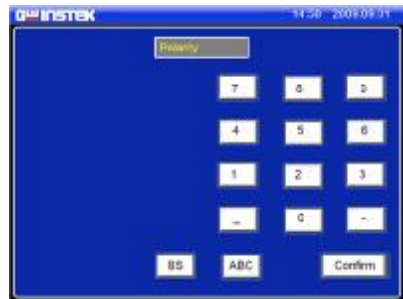 GW INSTEK 14:50 2009.09.01
Polarity
7 8 9
4 5 6
1 2 3
_ 0 -
BS ABC Confirm